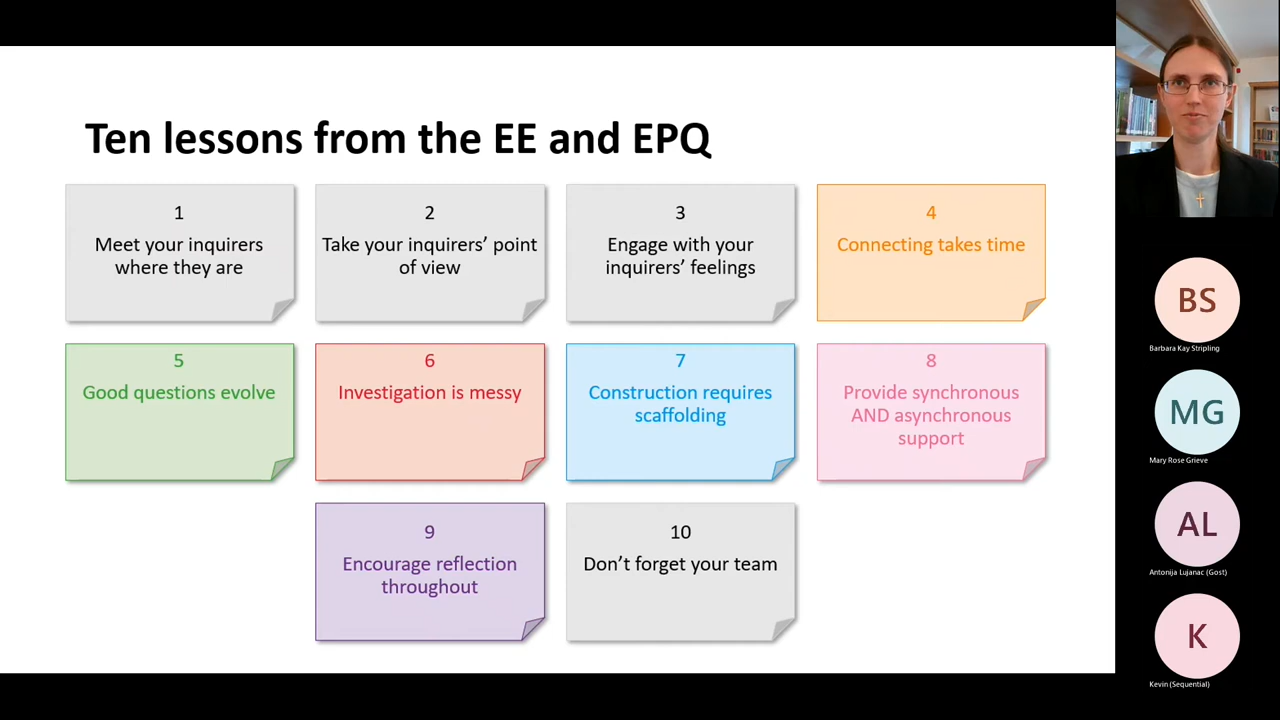 Ten lessons from the EE and EPQ
1
Meet your inquirers
where they are
2
Take your inquirers’ point
of view
3
Engage with your
inquirers’ feelings
4
Connecting takes time
5
Good questions evolve
6
Investigation is messy
7
Construction requires
scaffolding
8
Provide synchronous
AND asynchronous
support
9
Encourage reflection
throughout
10
Don’t forget your team
BS
Barbara Kay Stripling
MG
Mary Rose Grieve
AL
Antonija Lujanac (Gost)
K
Kevin (Sequential)